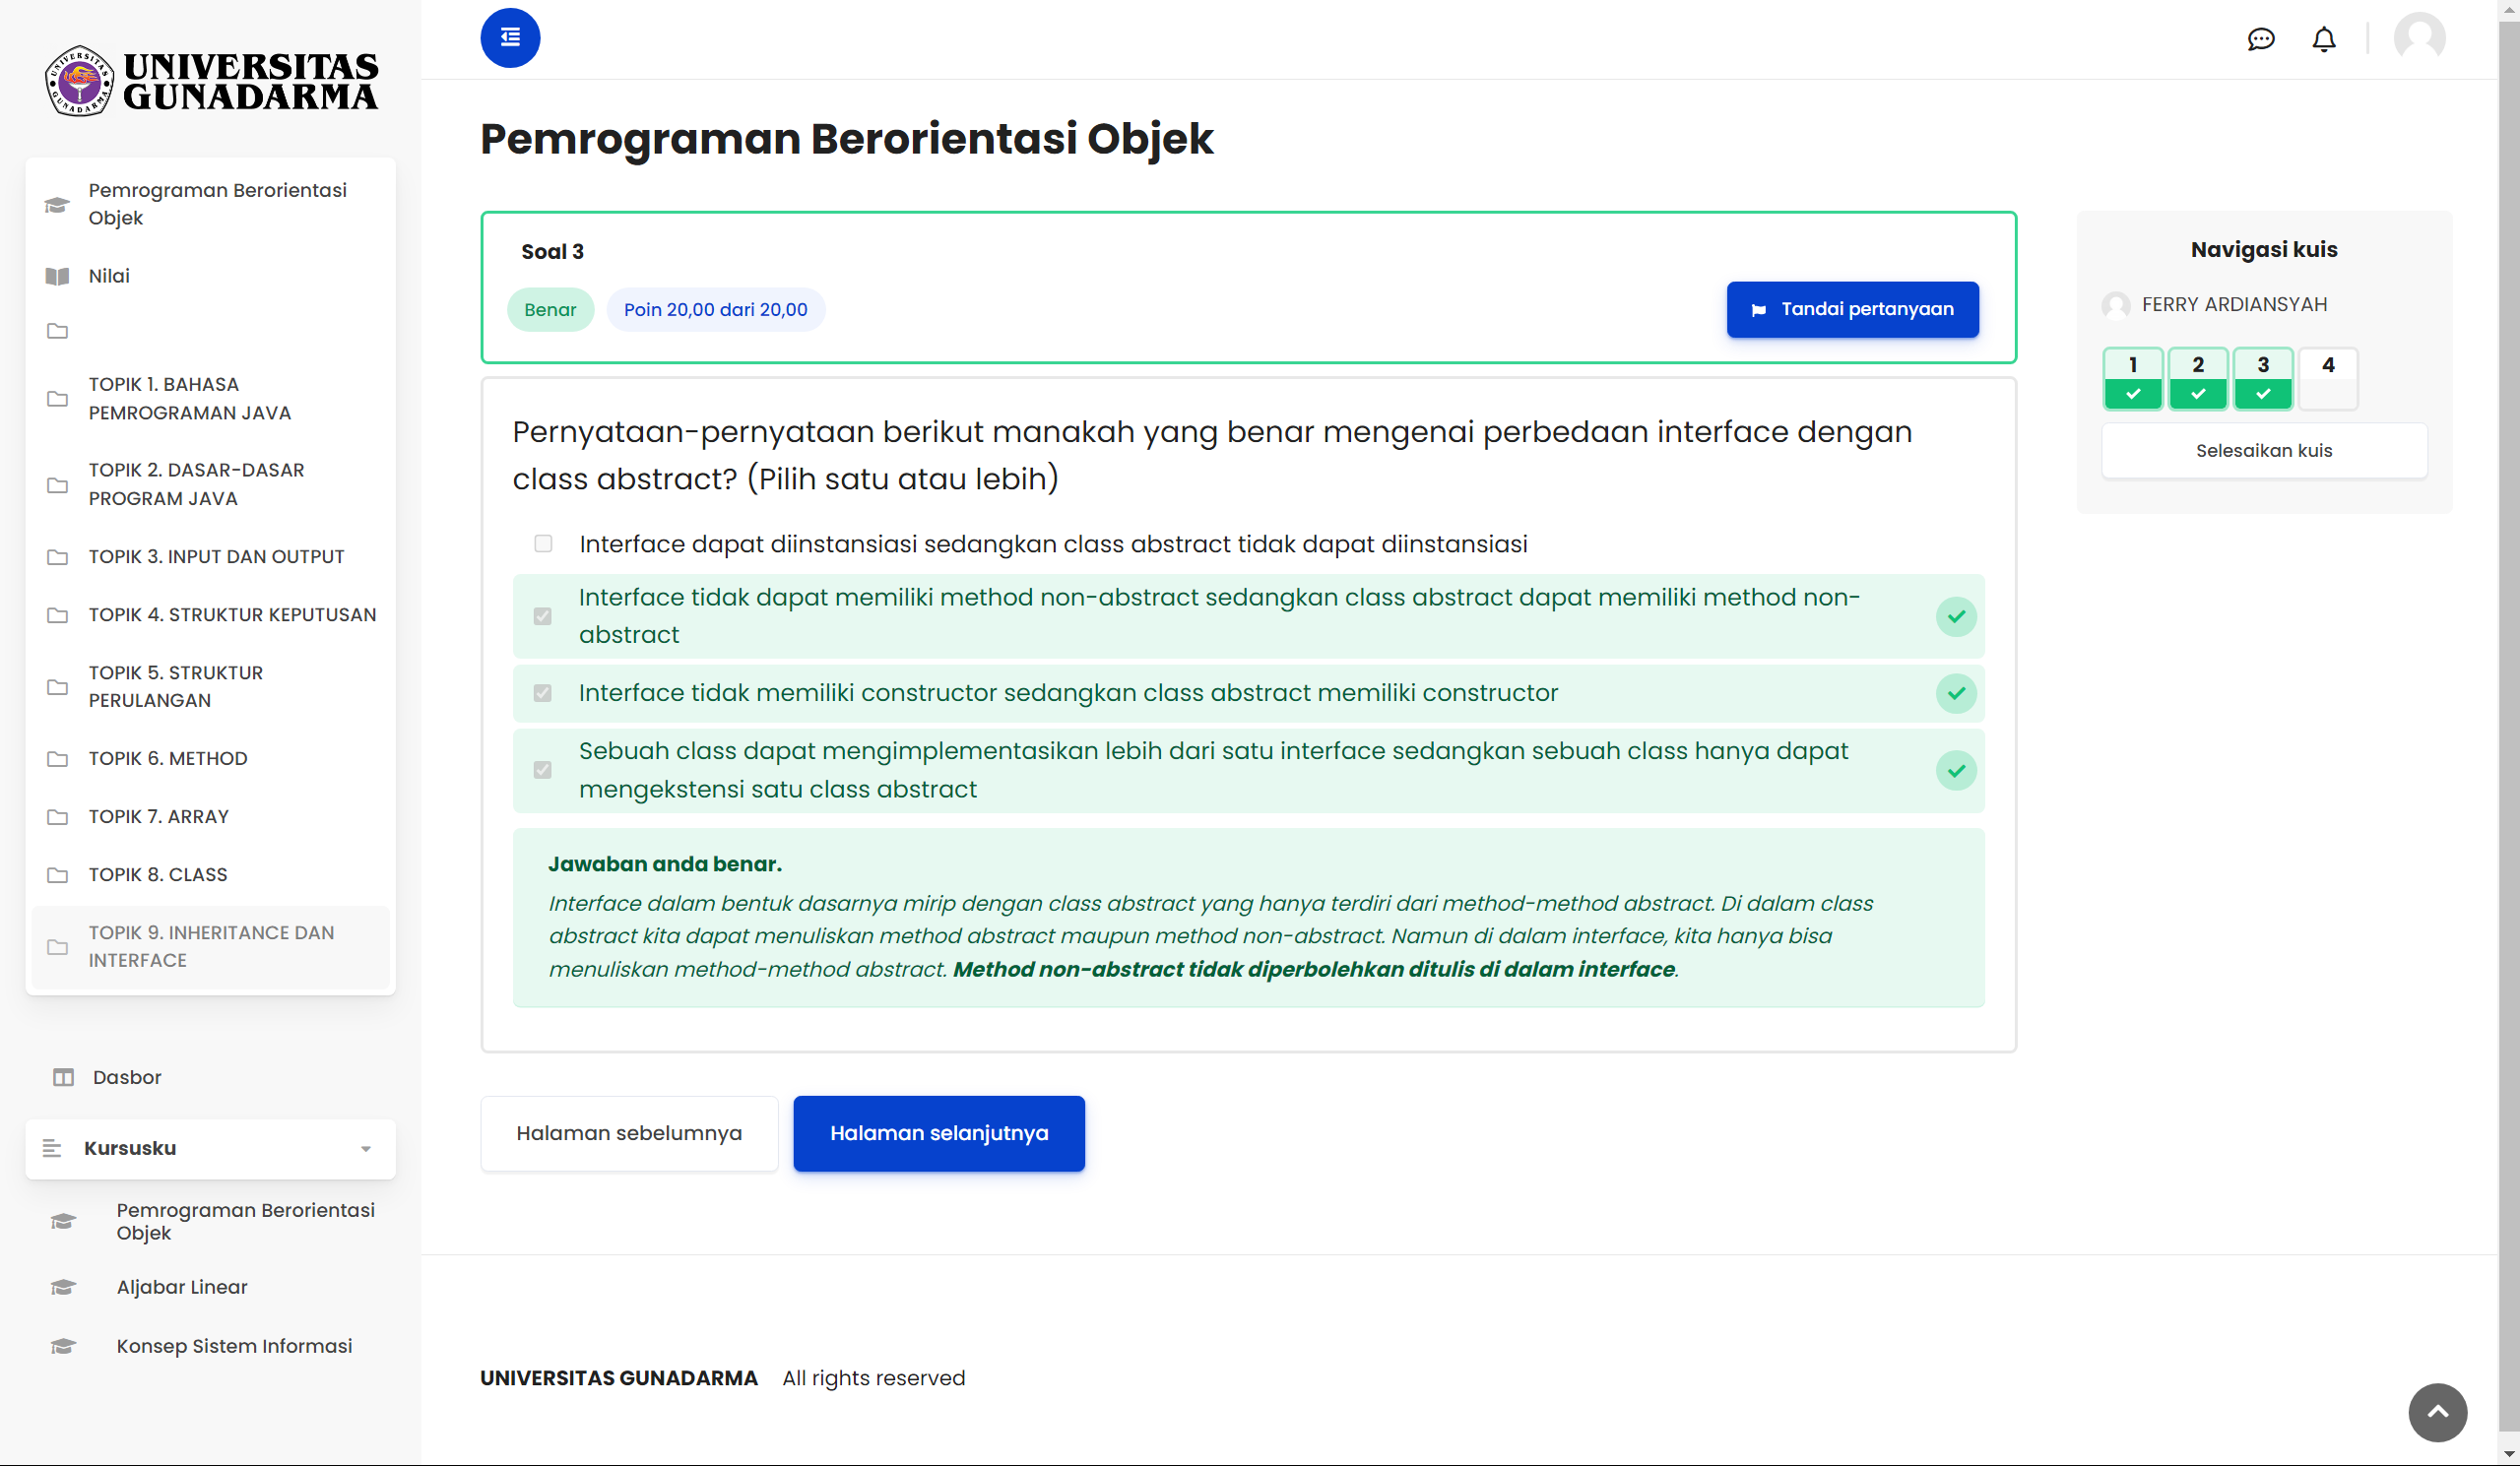 UNIVERSITAS
GUNADARMA
Pemrograman Berorientasi
Objek
Nilai
TOPIK 1. BAHASA
PEMROGRAMAN JAVA
TOPIK 2. DASAR-DASAR
PROGRAM JAVA
TOPIK 3. INPUT DAN OUTPUT
TOPIK 4. STRUKTUR KEPUTUSAN
TOPIK 5. STRUKTUR
PERULANGAN
TOPIK 6. METHOD
TOPIK 7. ARRAY
TOPIK 8. CLASS
TOPIK 9. INHERITANCE DAN
INTERFACE
Dasbor
Kursusku
Pemrograman Berorientasi
Objek
Aljabar Linear
Konsep Sistem Informasi
Pemrograman Berorientasi Objek
Soal 3
Benar
Poin 20,00 dari 20,00
Tandai pertanyaan
Pernyataan-pernyataan berikut manakah yang benar mengenai perbedaan interface dengan
class abstract? (Pilih satu atau lebih)
Interface dapat diinstansiasi sedangkan class abstract tidak dapat diinstansiasi
Interface tidak dapat memiliki method non-abstract sedangkan class abstract dapat memiliki method non-
abstract
Interface tidak memiliki constructor sedangkan class abstract memiliki constructor
Sebuah class dapat mengimplementasikan lebih dari satu interface sedangkan sebuah class hanya dapat
mengekstensi satu class abstract
Jawaban anda benar.
Interface dalam bentuk dasarnya mirip dengan class abstract yang hanya terdiri dari method-method abstract. Di dalam class
abstract kita dapat menuliskan method abstract maupun method non-abstract. Namun di dalam interface, kita hanya bisa
menuliskan method-method abstract. Method non-abstract tidak diperbolehkan ditulis di dalam interface.
Halaman sebelumnya
Halaman selanjutnya
Navigasi kuis
FERRY ARDIANSYAH
1 2 3 4
Selesaikan kuis
UNIVERSITAS GUNADARMA All rights reserved